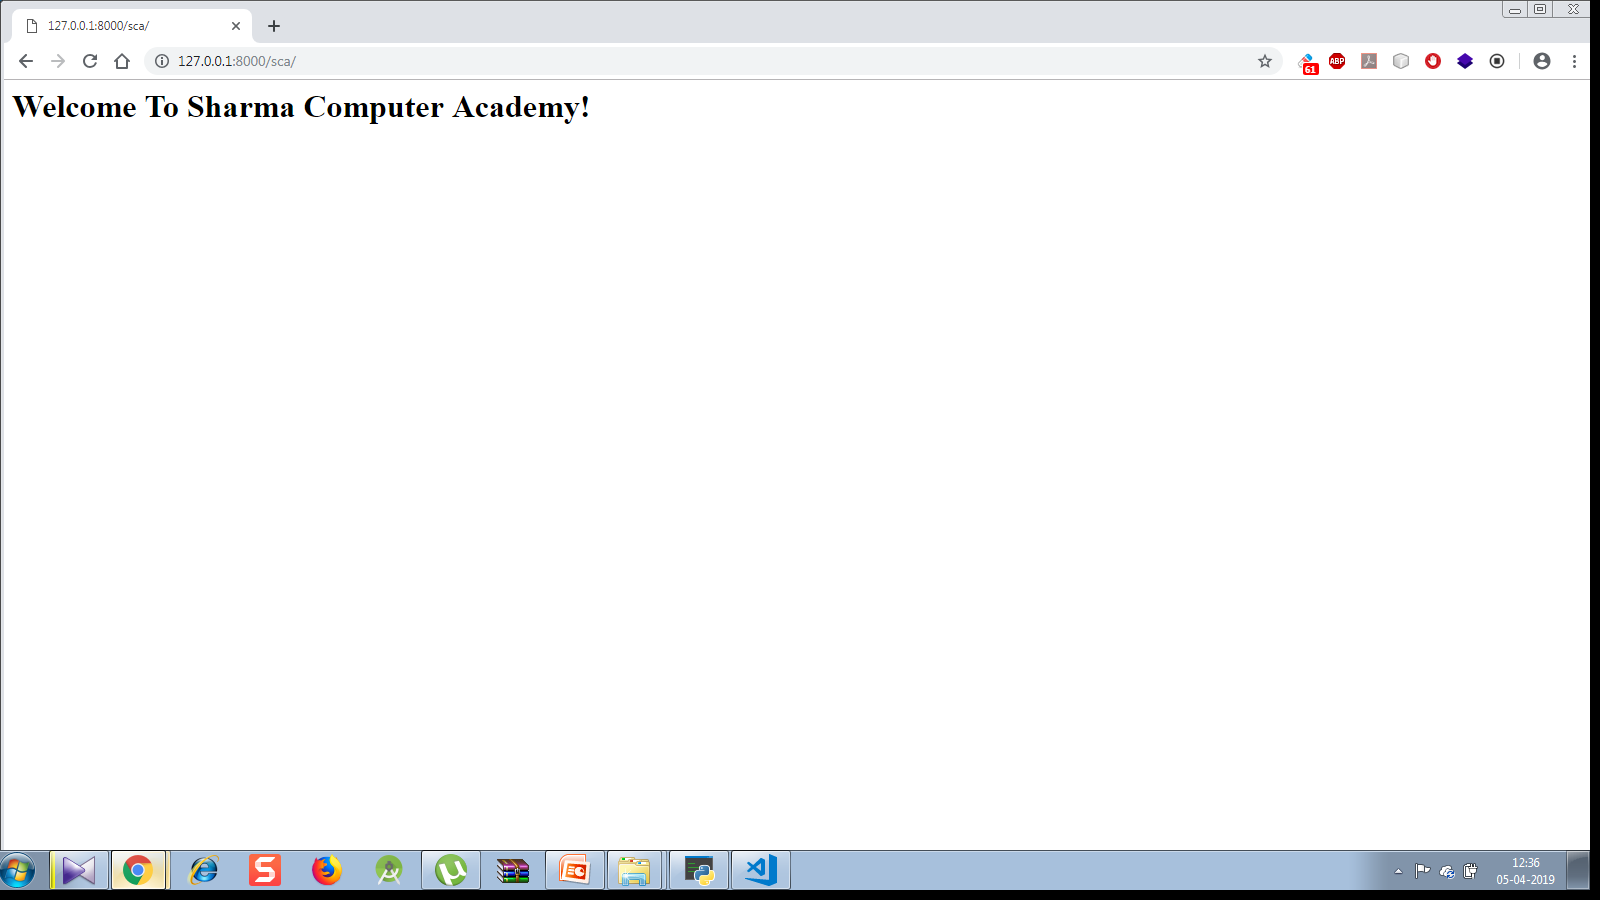 127.0.0.1:8000/sca/
127.0.0.1:8000/sca/
61
ABP
Welcome To Sharma Computer Academy!
S
12:36
05-04-2019